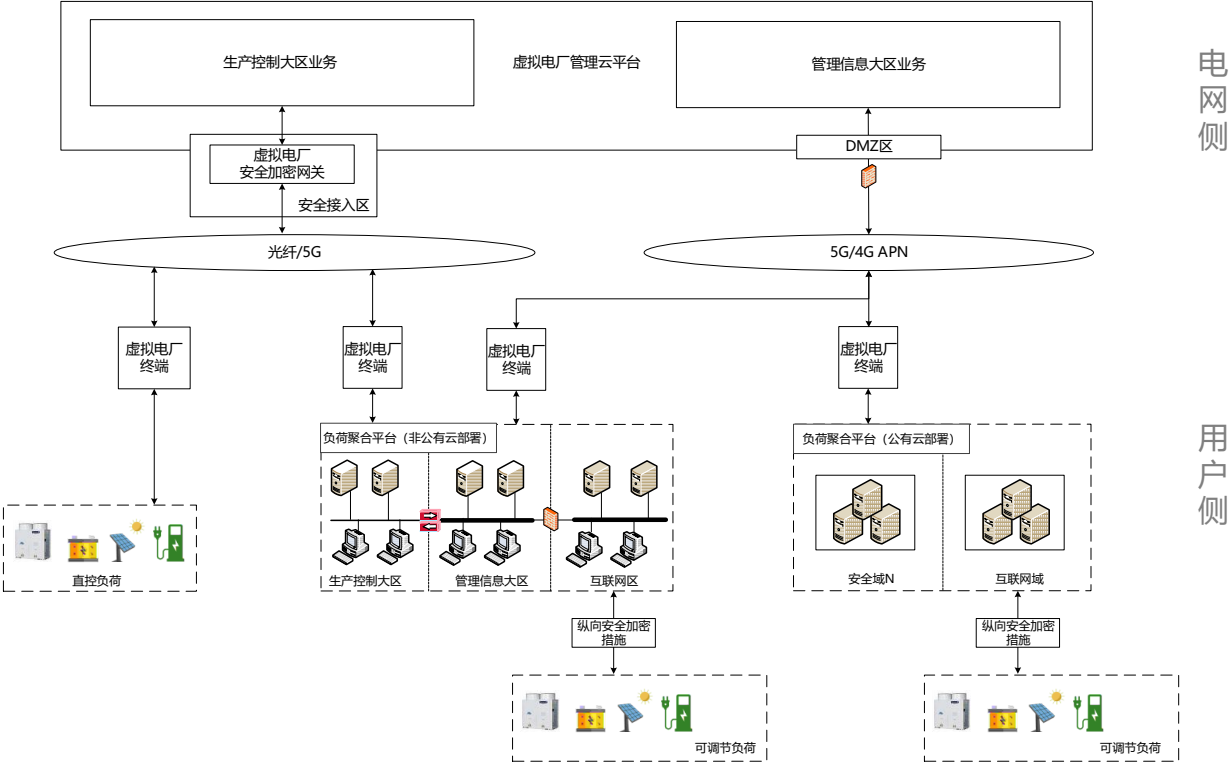 生产控制大区业务
虚拟电厂管理云平台
管理信息大区业务
电
网
侧
虚拟电厂
安全加密网关
安全接入区
DMZ区
光纤/5G
5G/4G APN
虚拟电厂
终端
虚拟电厂
终端
虚拟电厂
终端
虚拟电厂
终端
用
户
侧
负荷聚合平台（非公有云部署）
负荷聚合平台（公有云部署）
直控负荷
生产控制大区
管理信息大区
互联网区
安全域N
互联网域
纵向安全加密
措施
纵向安全加密
措施
可调节负荷
可调节负荷